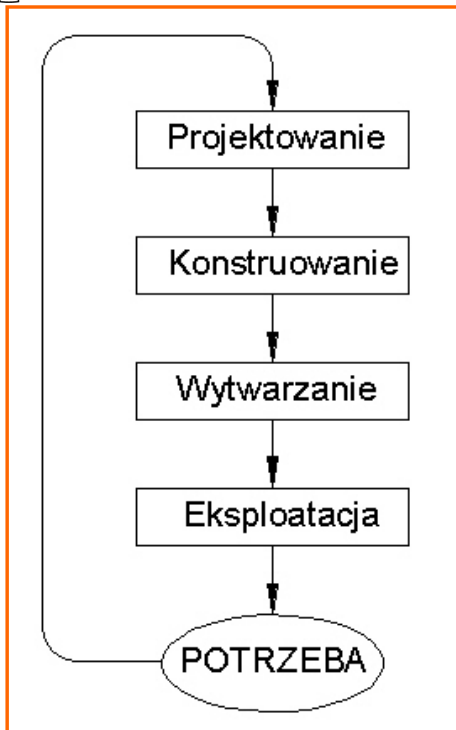 Projektowanie
Konstruowanie
Wytwarzanie
Eksploatacja
POTRZEBA